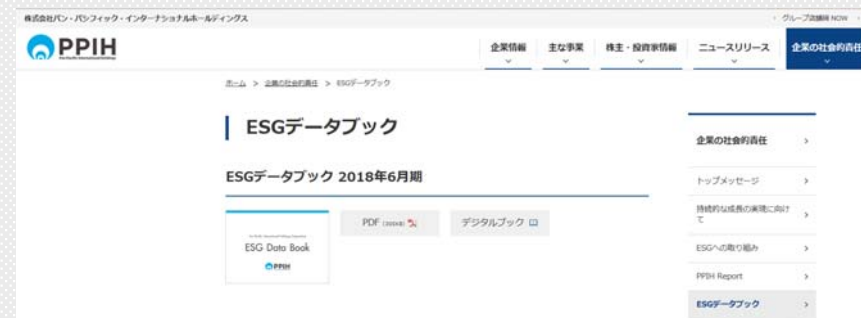 株式会社パン・パシフィック・インターナショナルホールディングス
グループ店舗網 NOW
PPIH
企業情報
主な事業
株主・投資家情報
ニュースリリース
企業の社会的責任
ホーム > 企業の社会的責任 > ESGデータブック
ESGデータブック
企業の社会的責任 >
ESGデータブック 2018年6月期
トップメッセージ >
PDF
デジタルブック
持続的な成長の実現に向け
て >
ESG Data Book
PPIH
ESGへの取り組み >
PPIH Report >
ESGデータブック >